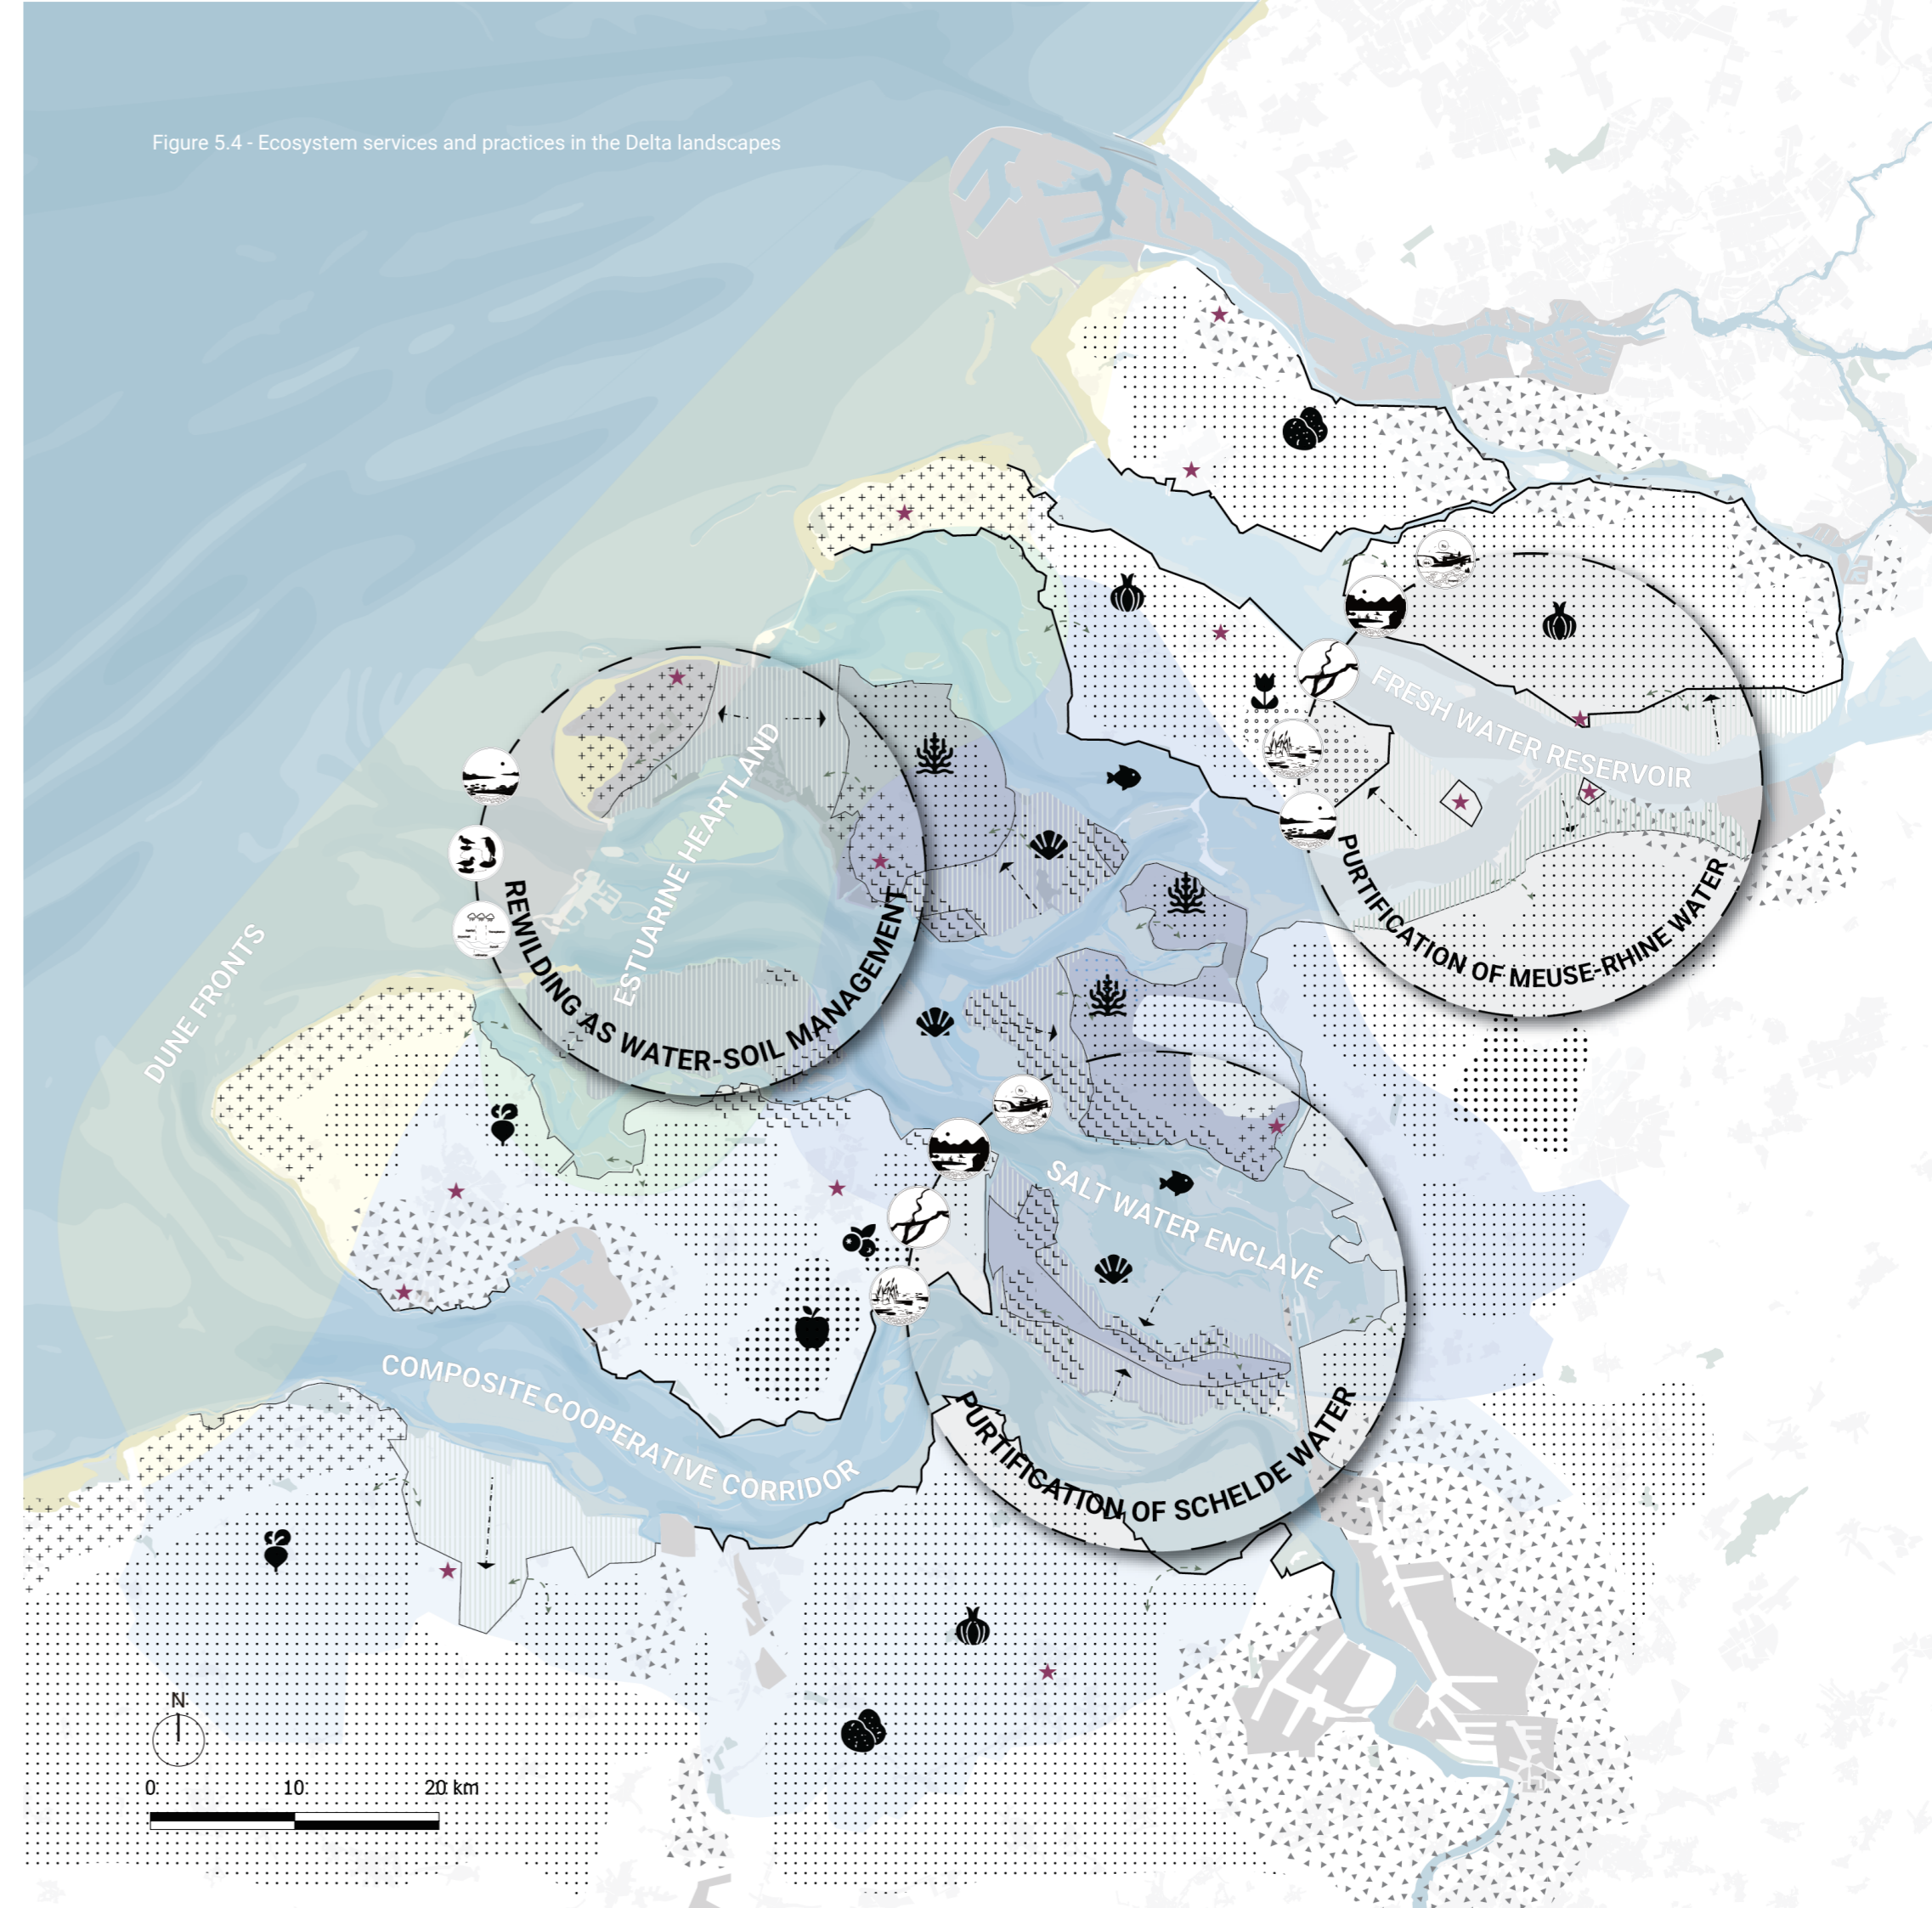 Figure 5.4 - Ecosystem services and practices in the Delta landscapes
FRESH WATER RESERVOIR
PURTIFICATION OF MEUSE-RHINE WATER
ESTUARINE HEARTLAND
REWILDING AS WATER-SOIL MANAGEMENT
DUNE FRONTS
SALT WATER ENCLAVE
COMPOSITE COOPERATIVE CORRIDOR
PURTIFICATION OF SCHELDE WATER
N
0 10 20 km